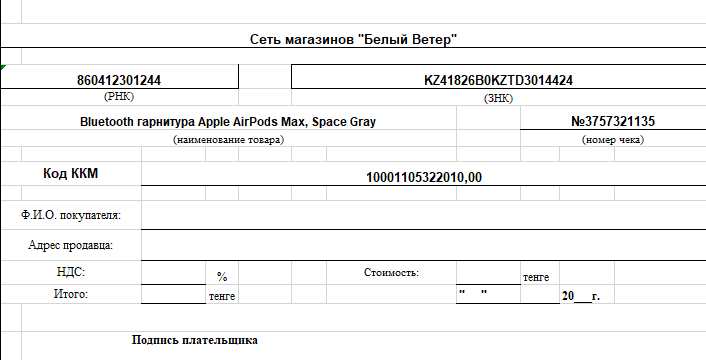 Сеть магазинов "Белый Ветер"
860412301244 KZ41826B0KZTD3014424
(РНК) (ЗНК)
Bluetooth гарнитура Apple AirPods Max, Space Gray №3757321135
(наименование товара) (номер чека)
Код ККМ 10001105322010,00
Ф.И.О. покупателя:
Адрес продавца:
НДС: % Стоимость: тенге
Итого: тенге " " 20___г.
Подпись плательщика